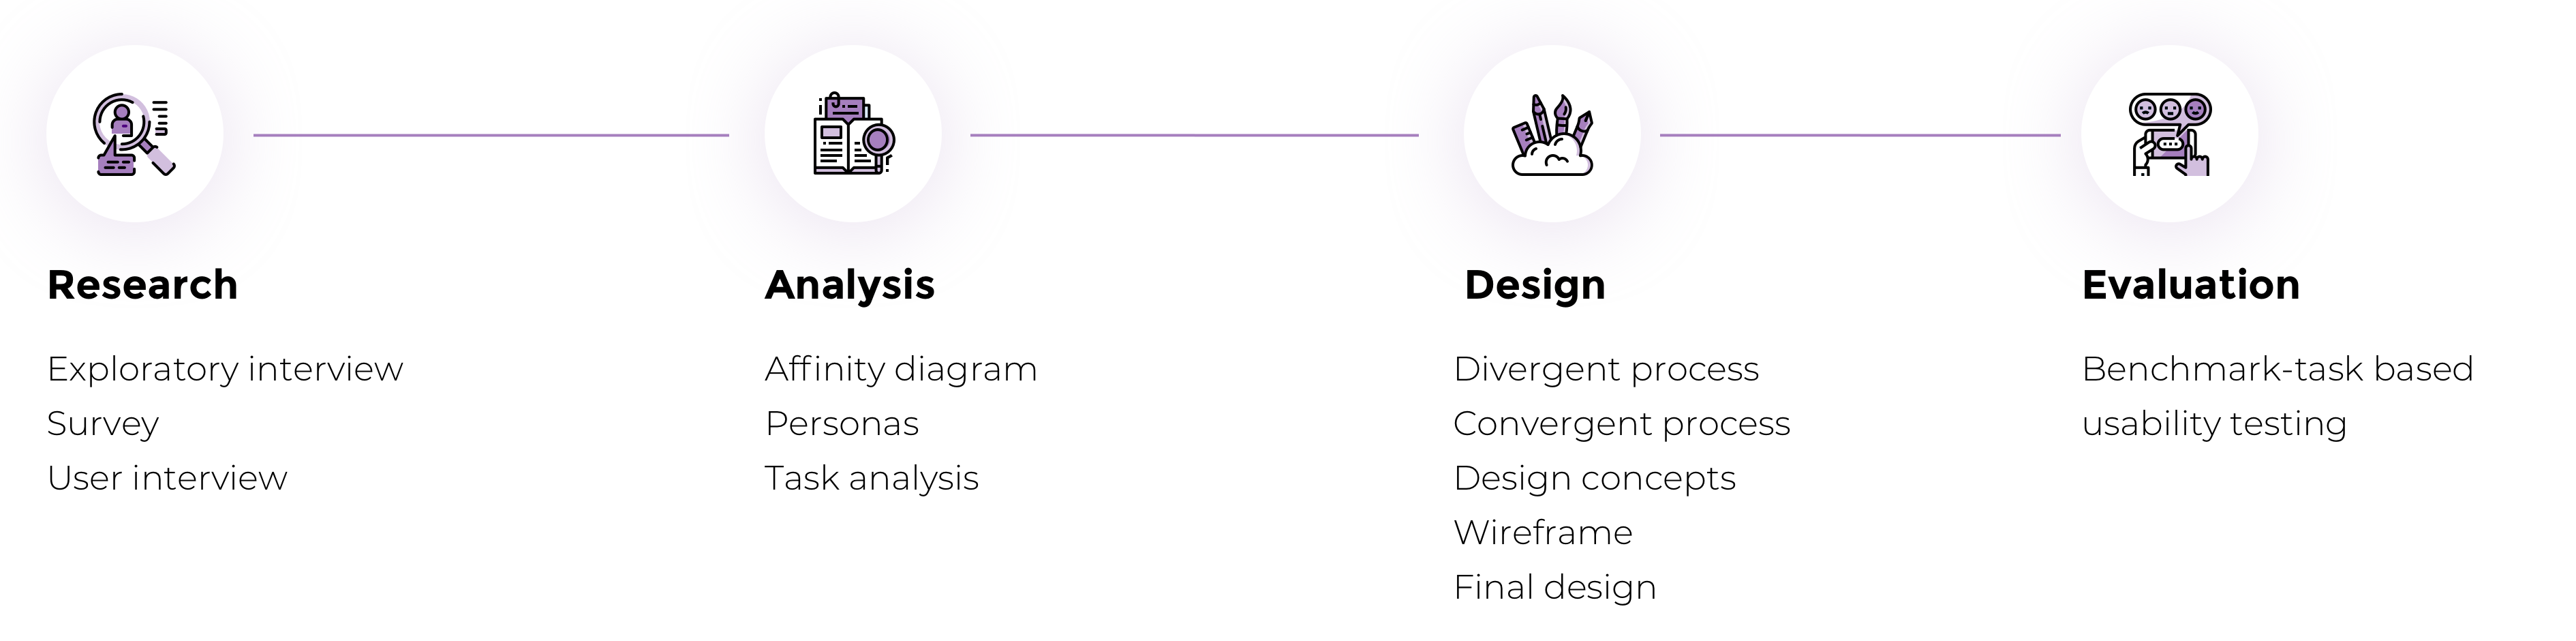 Research
Exploratory interview
Survey
User interview
Analysis
Affinity diagram
Personas
Task analysis
Design
Divergent process
Convergent process
Design concepts
Wireframe
Final design
Evaluation
Benchmark-task based
usability testing